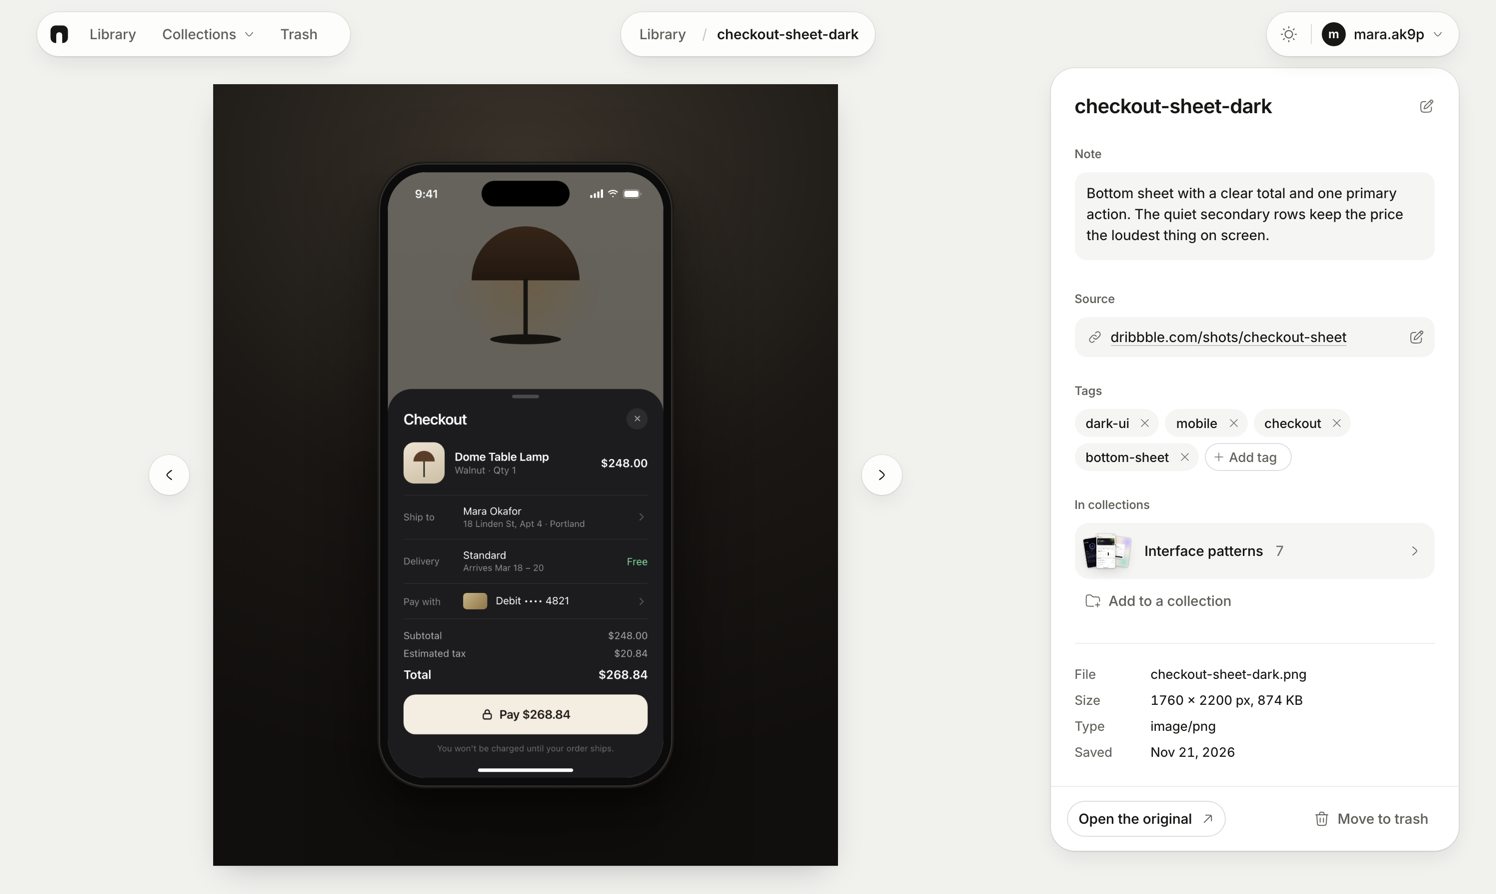 Library
Collections
Trash
Library / checkout-sheet-dark
m
mara.ak9p
9:41
Checkout
Dome Table Lamp
Walnut · Qty 1
$248.00
Ship to
Mara Okafor
18 Linden St, Apt 4 · Portland
Delivery
Standard
Arrives Mar 18 – 20
Free
Pay with
Debit •••• 4821
Subtotal
$248.00
Estimated tax
$20.84
Total
$268.84
Pay $268.84
You won't be charged until your order ships.
checkout-sheet-dark
Note
Bottom sheet with a clear total and one primary
action. The quiet secondary rows keep the price
the loudest thing on screen.
Source
dribbble.com/shots/checkout-sheet
Tags
dark-ui
mobile
checkout
bottom-sheet
+ Add tag
In collections
Interface patterns 7
Add to a collection
File
checkout-sheet-dark.png
Size
1760 × 2200 px, 874 KB
Type
image/png
Saved
Nov 21, 2026
Open the original
Move to trash